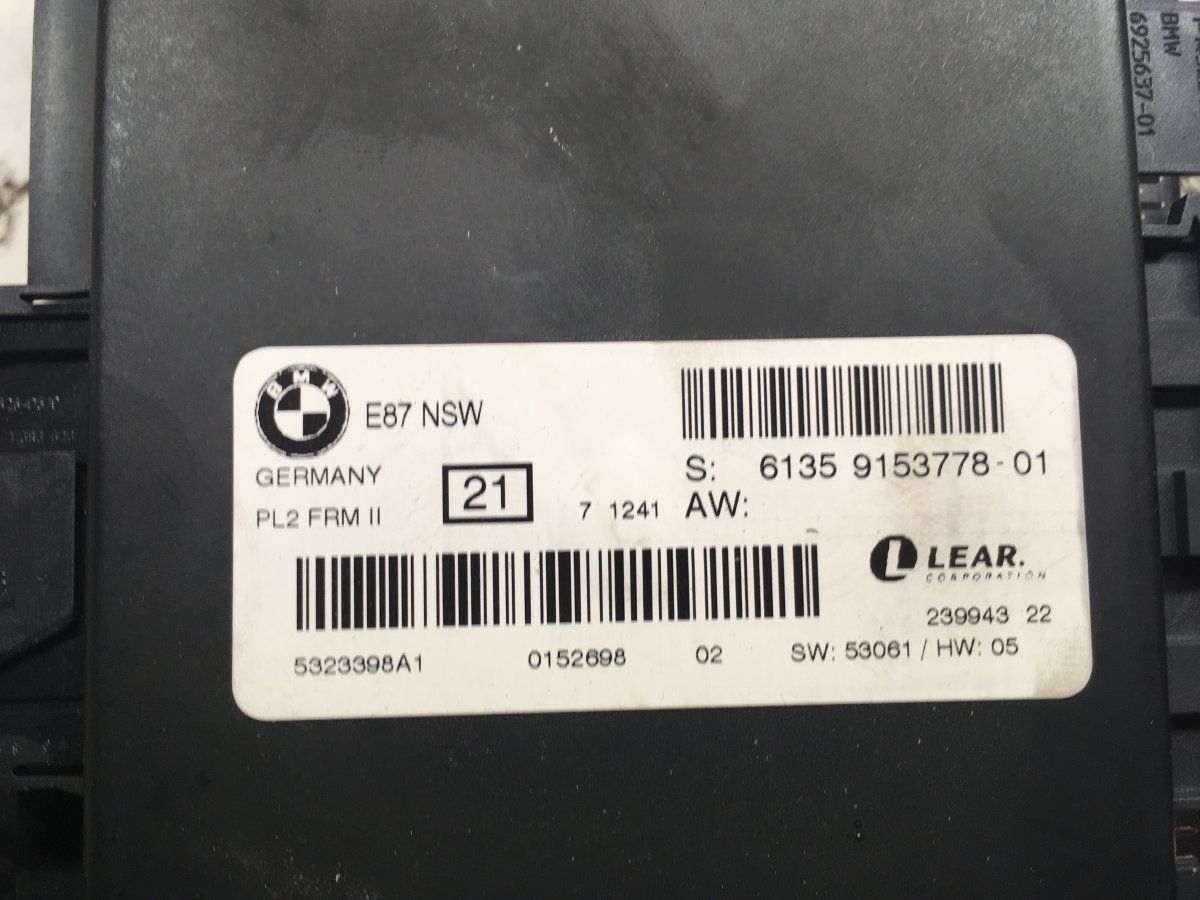 BMW
6925637-01
BMW
E87 NSW
GERMANY
PL2 FRM II
21
7 1241
S: 6135 9153778-01
AW:
LEAR.
CORPORATION
239943 22
5323398A1 0152698 02 SW: 53061 / HW: 05